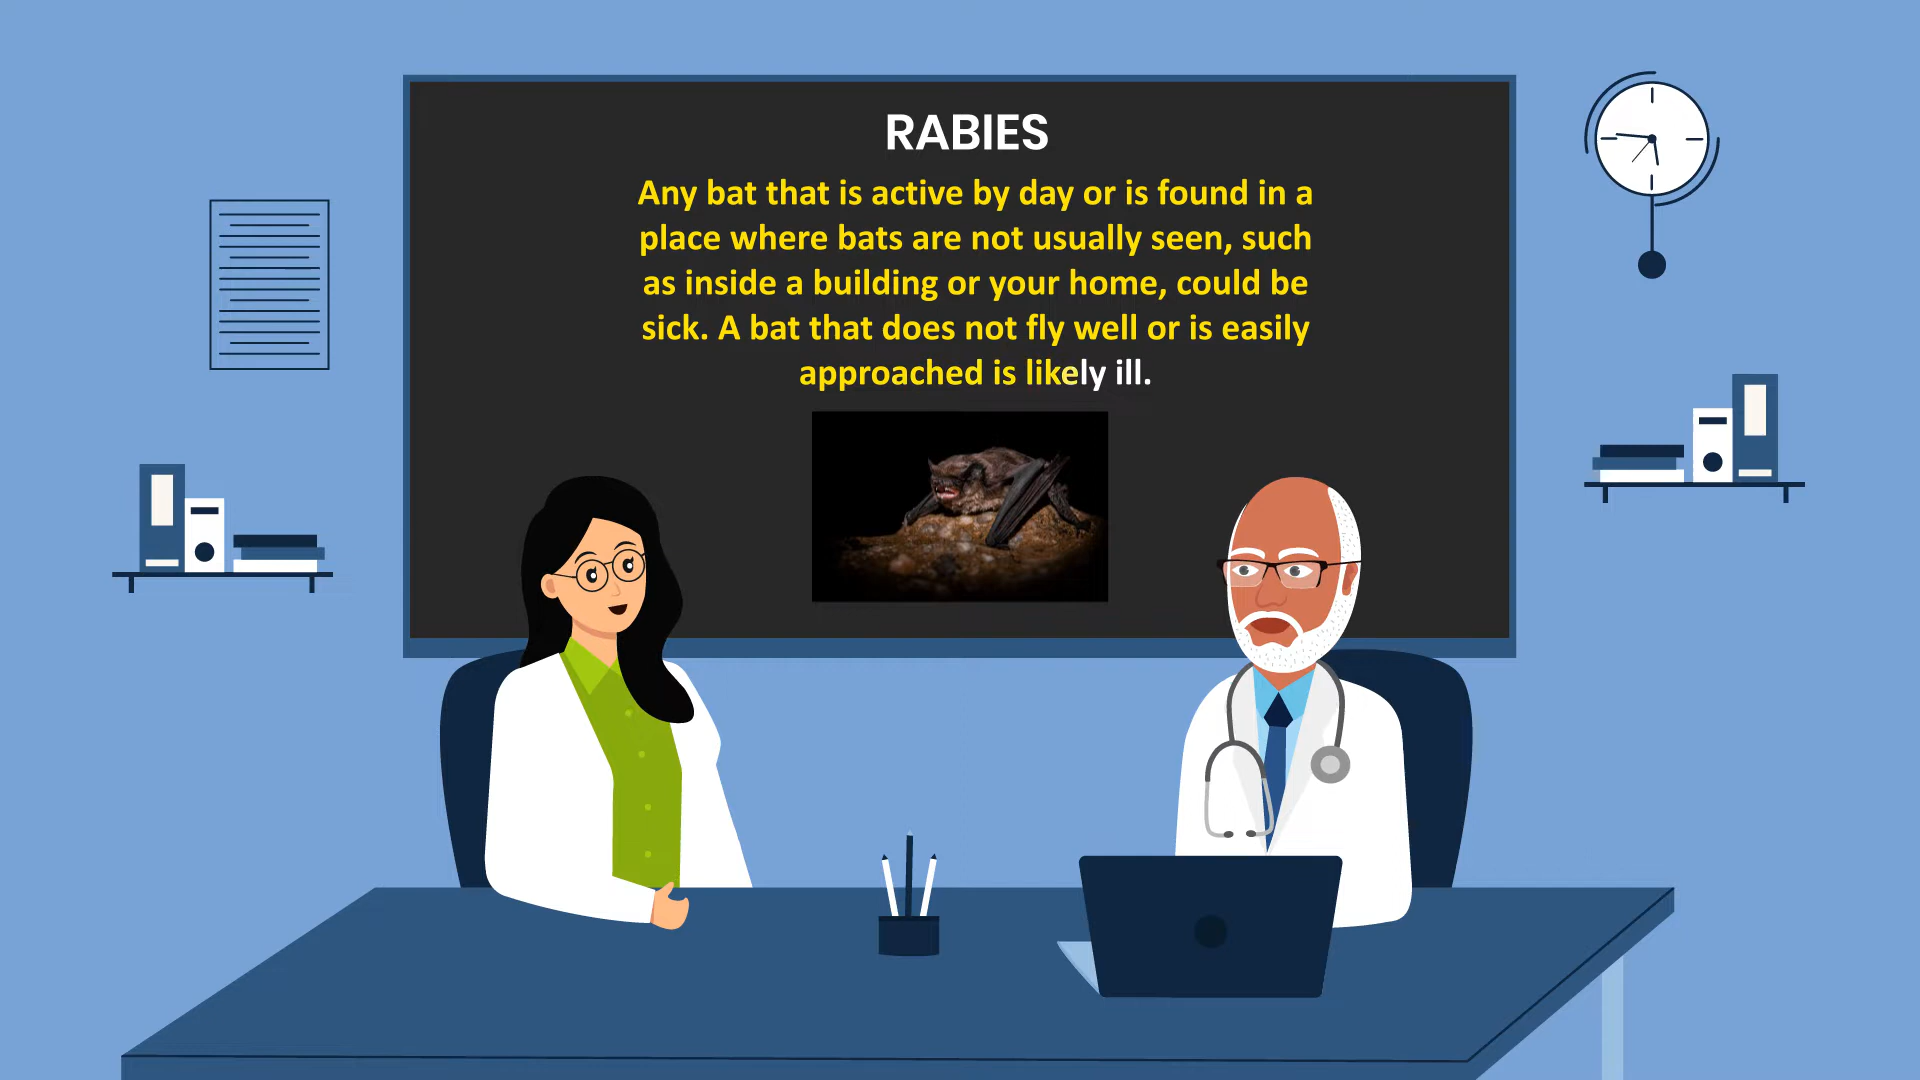 RABIES
Any bat that is active by day or is found in a
place where bats are not usually seen, such
as inside a building or your home, could be
sick. A bat that does not fly well or is easily
approached is likely ill.